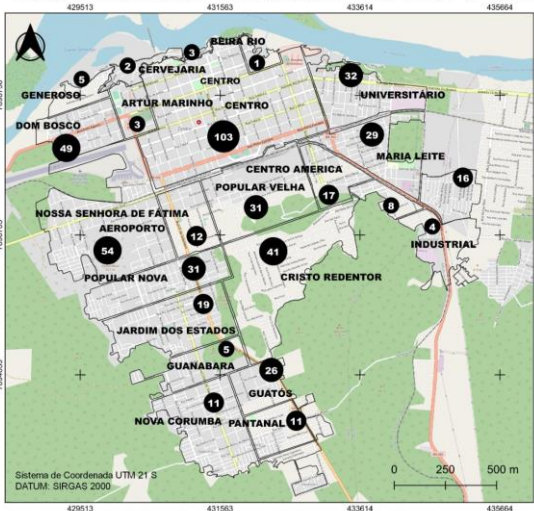 429513 431563 433614 435664
BEIRA RIO
3
1
2
CERVEJARIA
32
5
CENTRO
GENEROSO
UNIVERSITÁRIO
ARTUR MARINHO CENTRO
DOM BOSCO
3
103
29
49
MARIA LEITE
CENTRO AMERICA
16
POPULAR VELHA
17
31
8
NOSSA SENHORA DE FÁTIMA
4
AEROPORTO
12
INDUSTRIAL
54
41
31
POPULAR NOVA
CRISTO REDENTOR
19
JARDIM DOS ESTADOS
5
GUANABARA
26
GUATÓS
11
NOVA CORUMBA
PANTANAL
11
Sistema de Coordenada UTM 21 S
DATUM: SIRGAS 2000
0 250 500 m
429513 431563 433614 435664